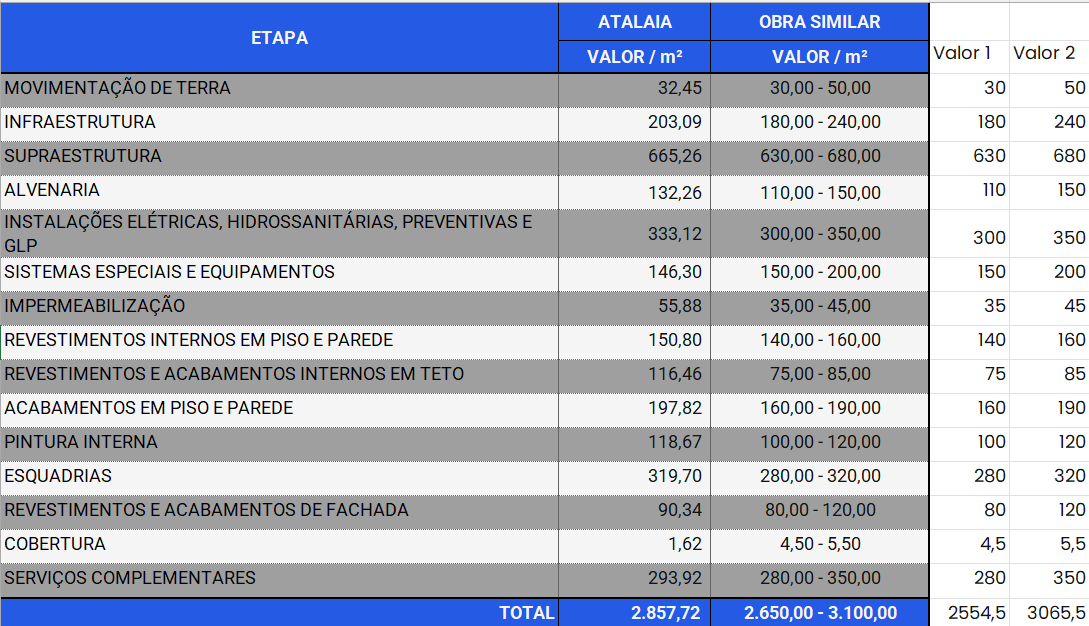 ETAPA ATALAIA OBRA SIMILAR
VALOR / m² VALOR / m² Valor 1 Valor 2
MOVIMENTAÇÃO DE TERRA 32,45 30,00 - 50,00 30 50
INFRAESTRUTURA 203,09 180,00 - 240,00 180 240
SUPRAESTRUTURA 665,26 630,00 - 680,00 630 680
ALVENARIA 132,26 110,00 - 150,00 110 150
INSTALAÇÕES ELÉTRICAS, HIDROSSANITÁRIAS, PREVENTIVAS E
GLP 333,12 300,00 - 350,00 300 350
SISTEMAS ESPECIAIS E EQUIPAMENTOS 146,30 150,00 - 200,00 150 200
IMPERMEABILIZAÇÃO 55,88 35,00 - 45,00 35 45
REVESTIMENTOS INTERNOS EM PISO E PAREDE 150,80 140,00 - 160,00 140 160
REVESTIMENTOS E ACABAMENTOS INTERNOS EM TETO 116,46 75,00 - 85,00 75 85
ACABAMENTOS EM PISO E PAREDE 197,82 160,00 - 190,00 160 190
PINTURA INTERNA 118,67 100,00 - 120,00 100 120
ESQUADRIAS 319,70 280,00 - 320,00 280 320
REVESTIMENTOS E ACABAMENTOS DE FACHADA 90,34 80,00 - 120,00 80 120
COBERTURA 1,62 4,50 - 5,50 4,5 5,5
SERVIÇOS COMPLEMENTARES 293,92 280,00 - 350,00 280 350
TOTAL 2.857,72 2.650,00 - 3.100,00 2554,5 3065,5